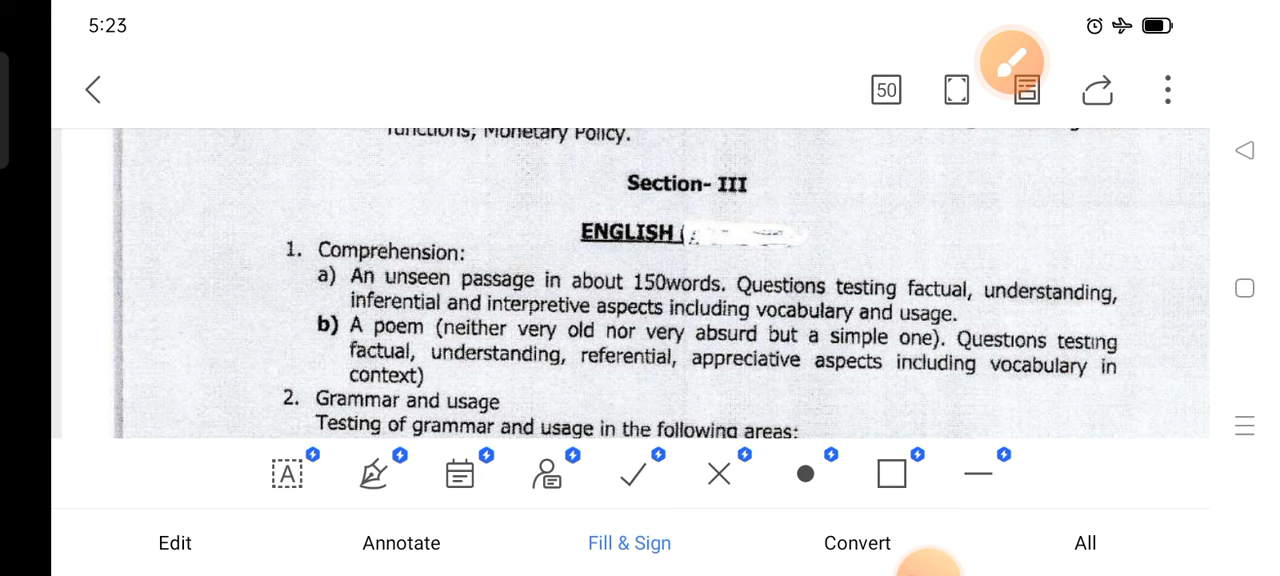 5:23
50
functions; Monetary Policy.
Section- III
ENGLISH (
1. Comprehension:
a) An unseen passage in about 150words. Questions testing factual, understanding,
inferential and interpretive aspects including vocabulary and usage.
b) A poem (neither very old nor very absurd but a simple one). Questions testing
factual, understanding, referential, appreciative aspects including vocabulary in
context)
2. Grammar and usage
Testing of grammar and usage in the following areas:
A
Edit Annotate Fill & Sign Convert All